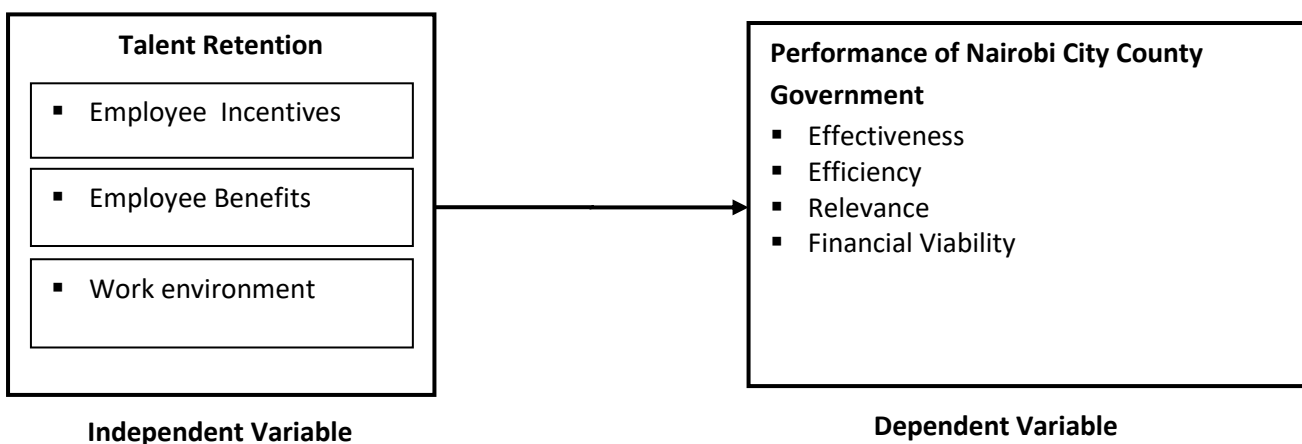 Talent Retention
▪ Employee Incentives
▪ Employee Benefits
▪ Work environment
Independent Variable
Performance of Nairobi City County
Government
▪ Effectiveness
▪ Efficiency
▪ Relevance
▪ Financial Viability
Dependent Variable